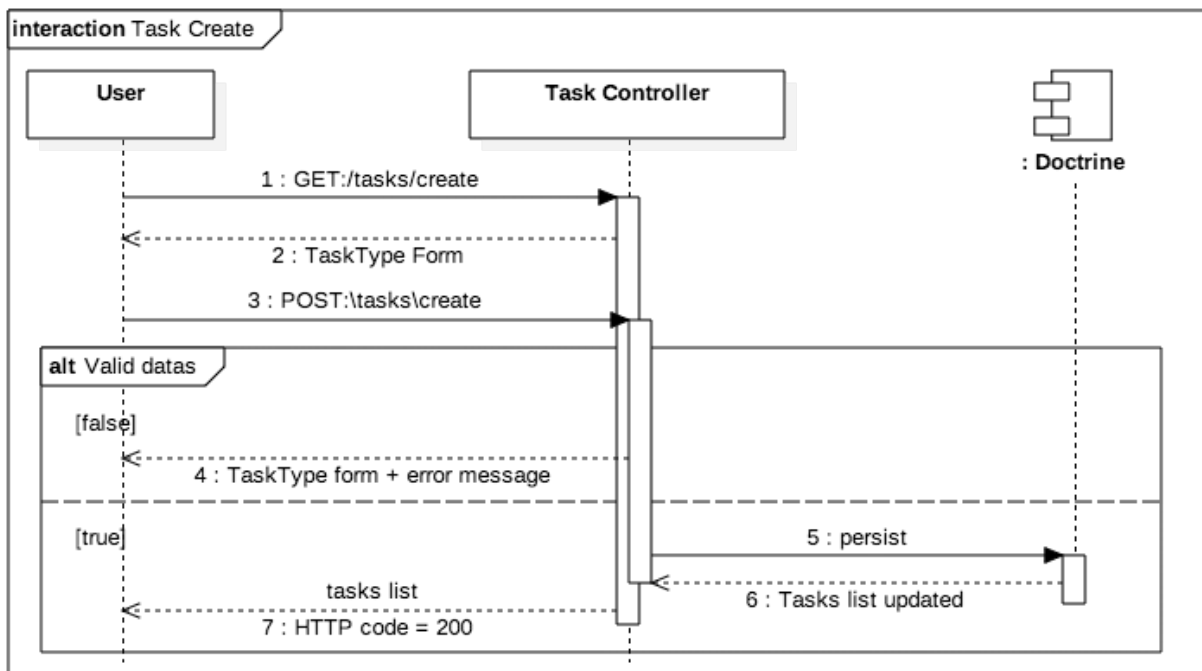 interaction Task Create
User
Task Controller
: Doctrine
1 : GET:/tasks/create
2 : TaskType Form
3 : POST:\tasks\create
alt Valid datas
[false]
4 : TaskType form + error message
[true]
5 : persist
6 : Tasks list updated
tasks list
7 : HTTP code = 200